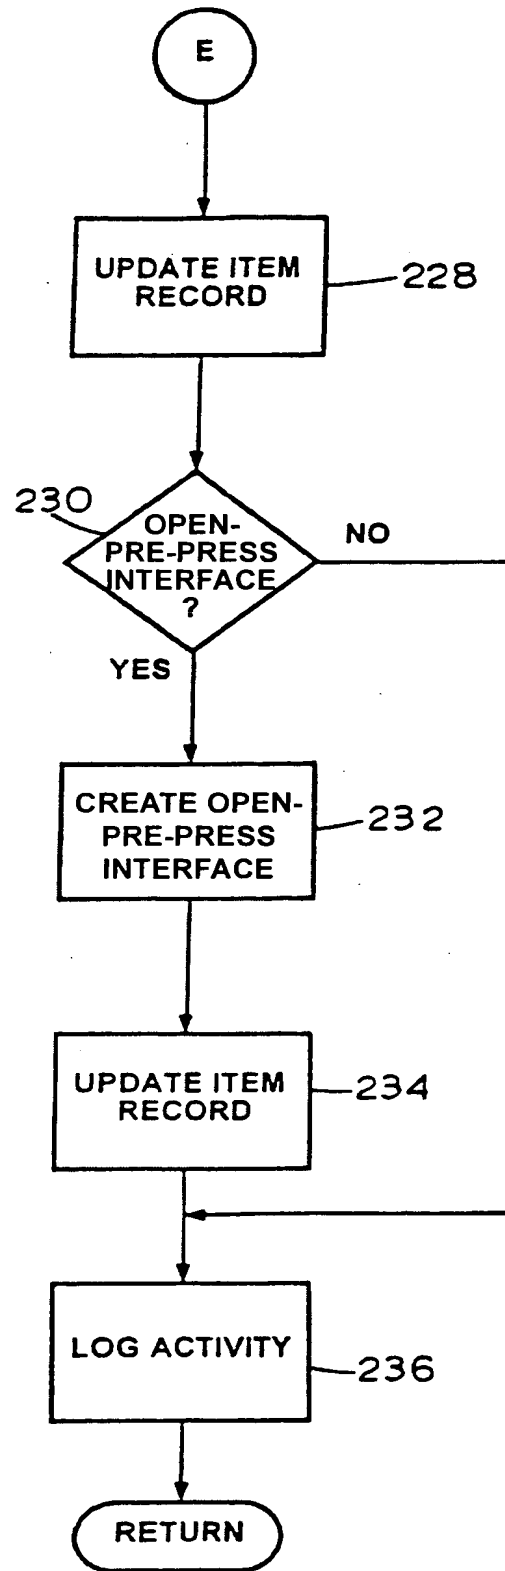 E
UPDATE ITEM
RECORD
228
230
OPEN-
PRE-PRESS
INTERFACE
?
NO
YES
CREATE OPEN-
PRE-PRESS
INTERFACE
232
UPDATE ITEM
RECORD
234
LOG ACTIVITY
236
RETURN